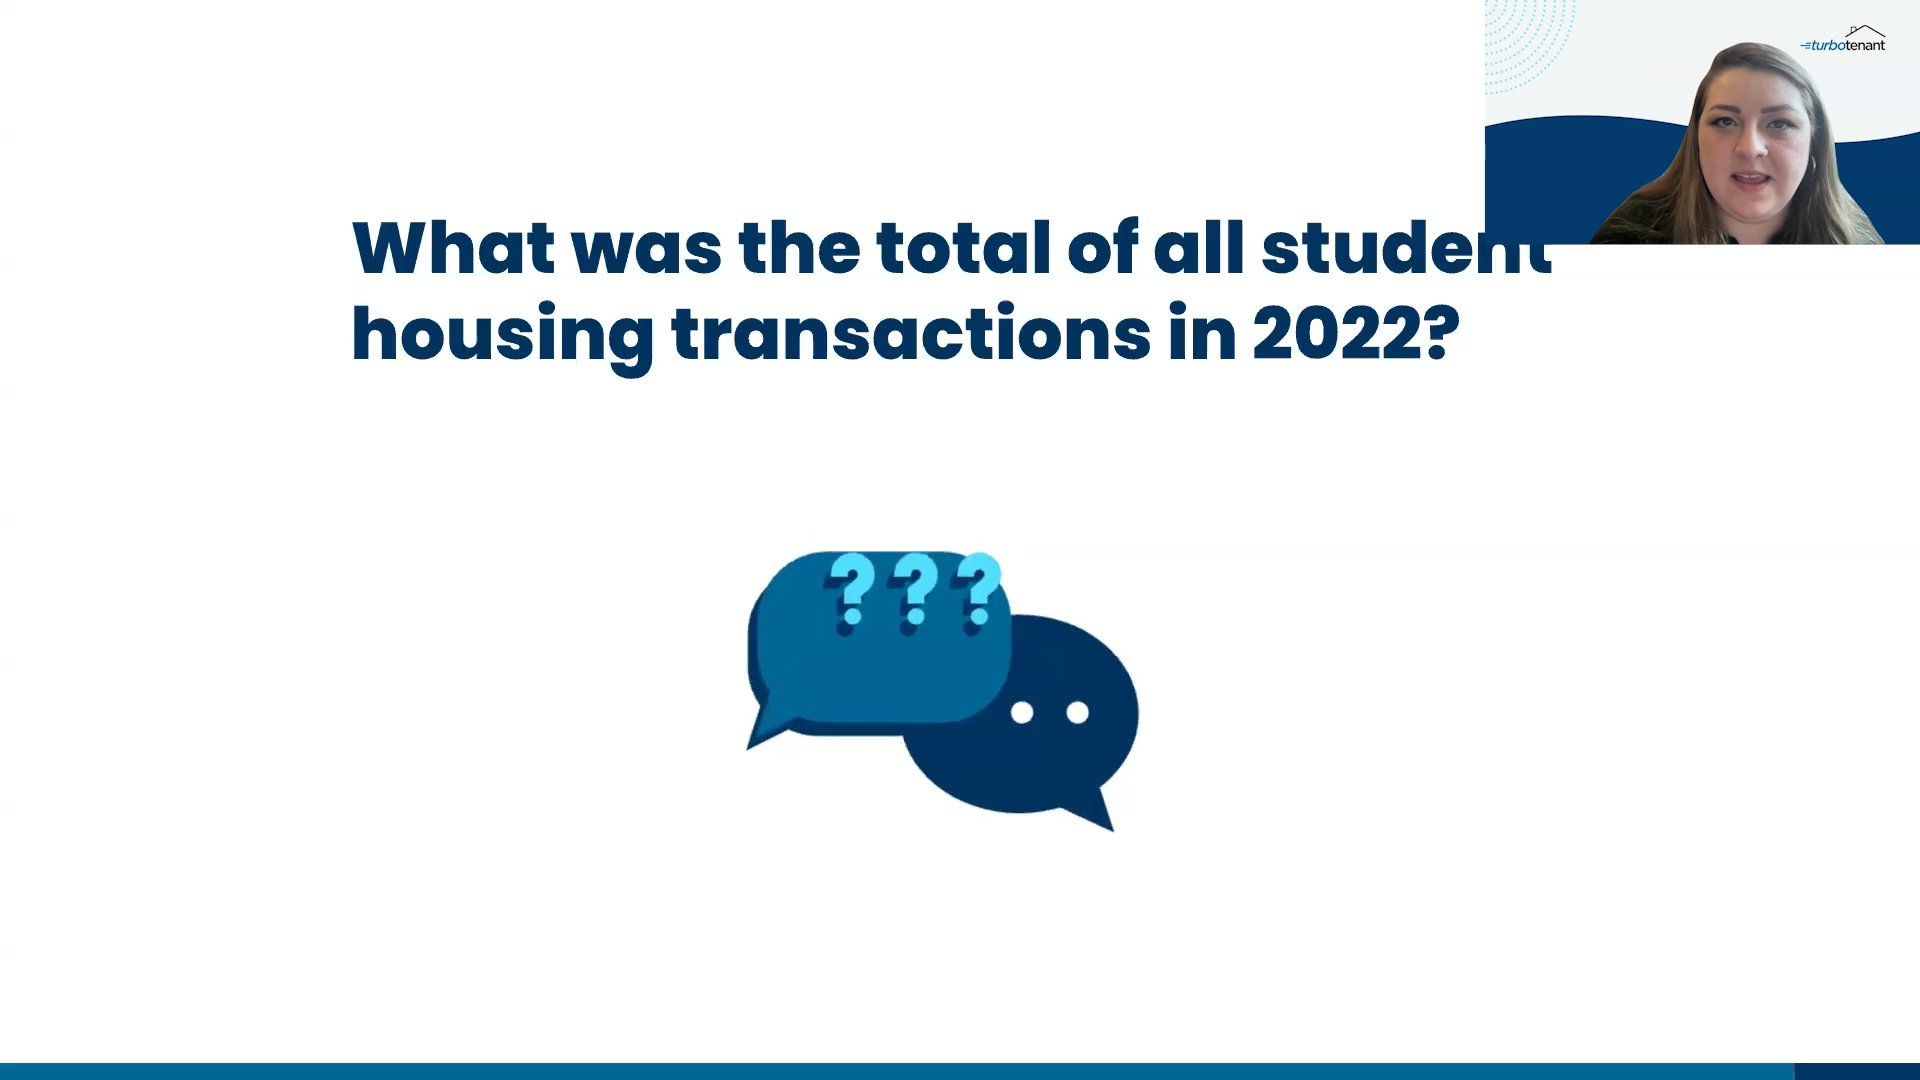 turbotenant
What was the total of all student
housing transactions in 2022?
? ? ?